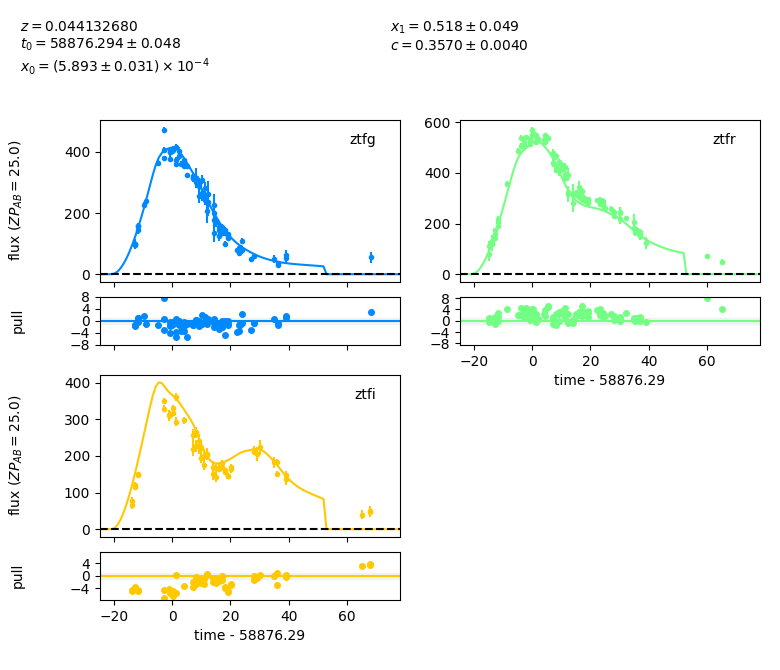 z = 0.044132680
t₀ = 58876.294 ± 0.048
x₀ = (5.893 ± 0.031) × 10⁻⁴
x₁ = 0.518 ± 0.049
c = 0.3570 ± 0.0040
flux (ZP_AB = 25.0)
400
200
0
ztfg
pull
8
4
0
−4
−8
600
400
200
0
ztfr
8
4
0
−4
−8
−20
0
20
40
60
time - 58876.29
flux (ZP_AB = 25.0)
400
300
200
100
0
ztfi
pull
4
0
−4
−20
0
20
40
60
time - 58876.29